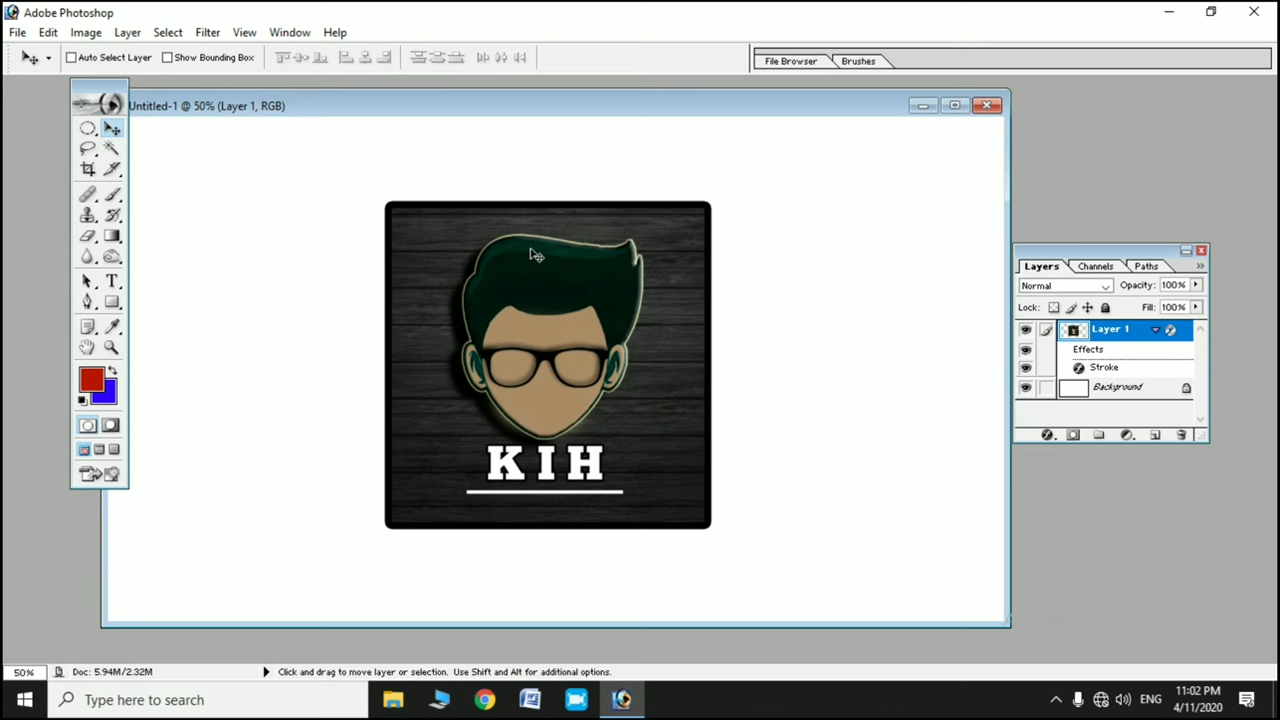 Adobe Photoshop
File Edit Image Layer Select Filter View Window Help
Auto Select Layer Show Bounding Box
File Browser Brushes
Untitled-1 @ 50% (Layer 1, RGB)
Layers Channels Paths
Normal Opacity: 100%
Lock: Fill: 100%
Layer 1
Effects
Stroke
Background
T
K I H
50% Doc: 5.94M/2.32M Click and drag to move layer or selection. Use Shift and Alt for additional options.
Type here to search
ENG
11:02 PM
4/11/2020